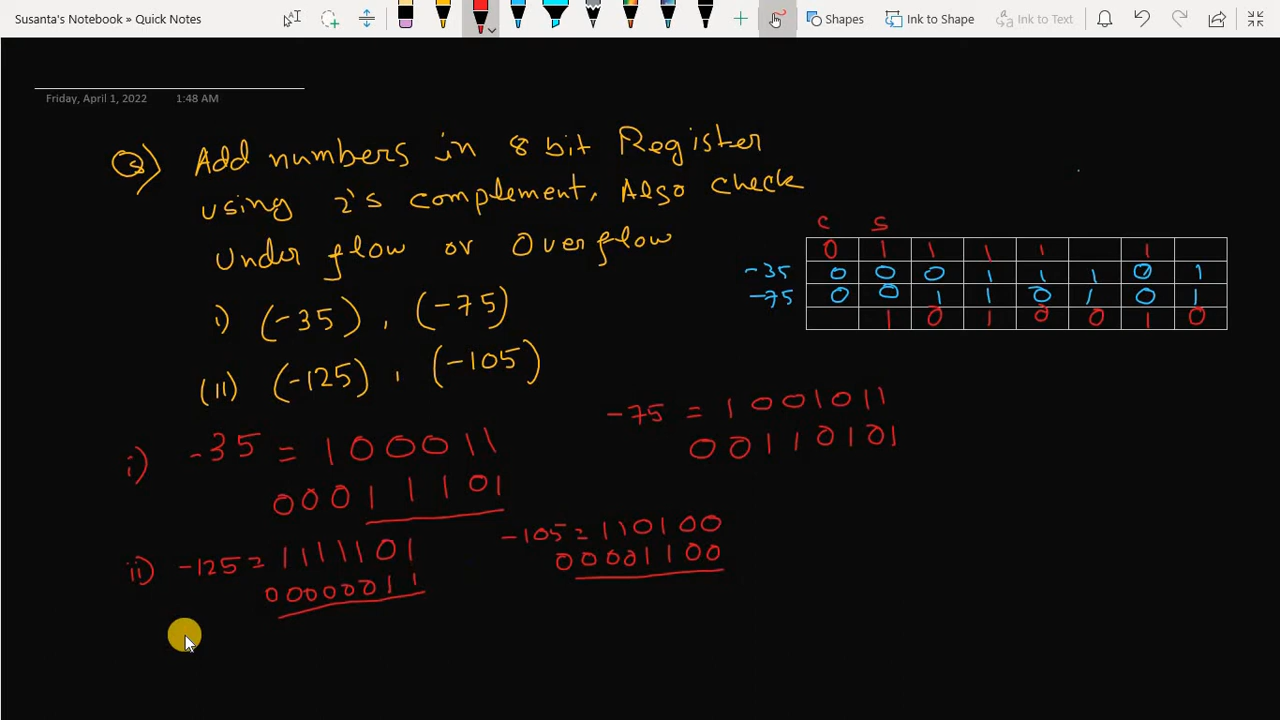 Susanta's Notebook » Quick Notes
Shapes
Ink to Shape
Ink to Text
Friday, April 1, 2022 1:48 AM
Q) Add numbers in 8 bit Register
using 2's complement. Also check
Under flow or Overflow
i) (-35) , (-75)
(ii) (-125) , (-105)
C S
0 1 1 1 1 1
-35 0 0 0 1 1 1 0 1
-75 0 0 1 1 0 1 0 1
1 0 1 0 0 1 0
i) -35 = 100011
00011101
-75 = 1001011
00110101
ii) -125 = 1111101
00000011
-105 = 110100
00001100